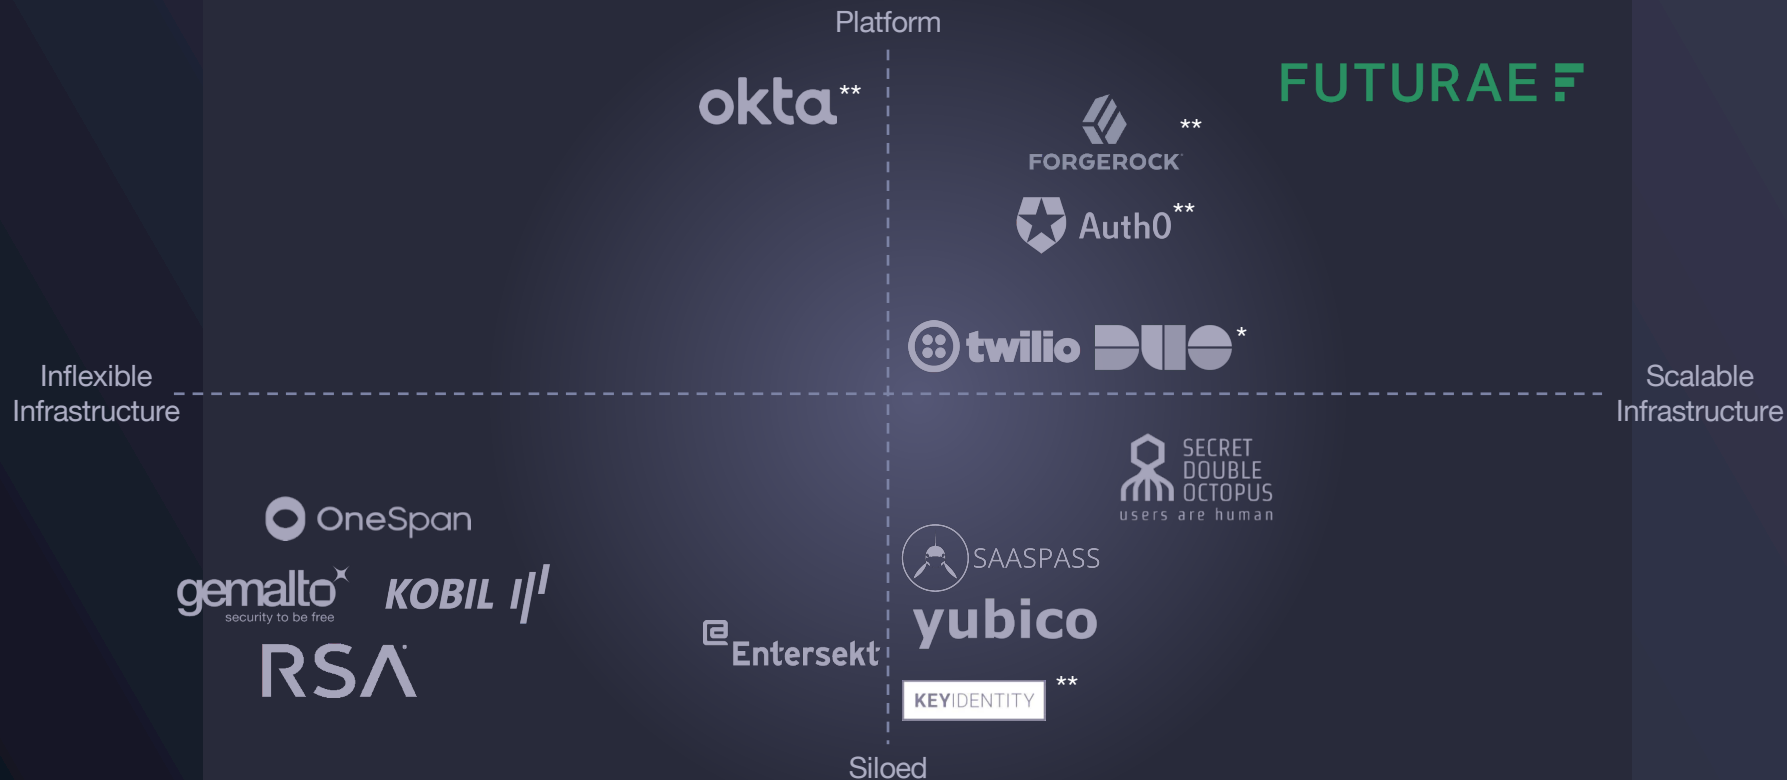 Platform
okta**
FUTURAE
FORGEROCK**
Auth0**
twilio
DUO*
Inflexible
Infrastructure
Scalable
Infrastructure
SECRET
DOUBLE
OCTOPUS
users are human
OneSpan
SAASPASS
gemalto
security to be free
KOBIL
yubico
Entersekt
RSA
KEYIDENTITY**
Siloed